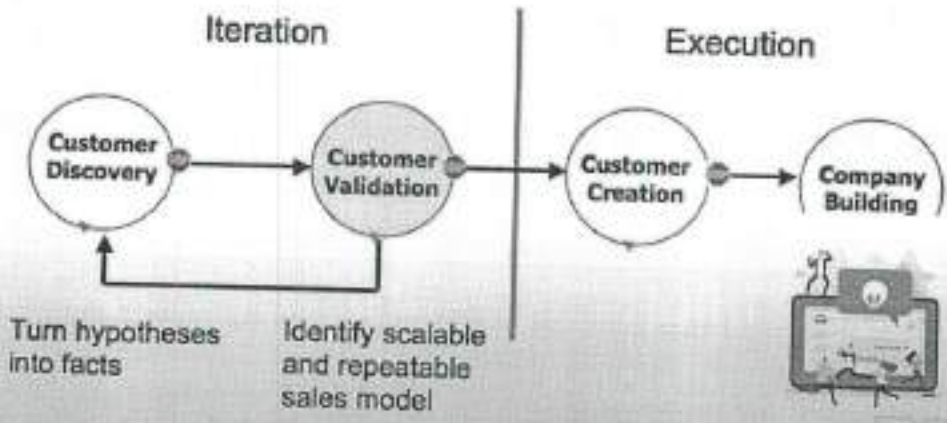 Iteration
Execution
Customer
Discovery
Customer
Validation
Customer
Creation
Company
Building
Turn hypotheses
into facts
Identify scalable
and repeatable
sales model